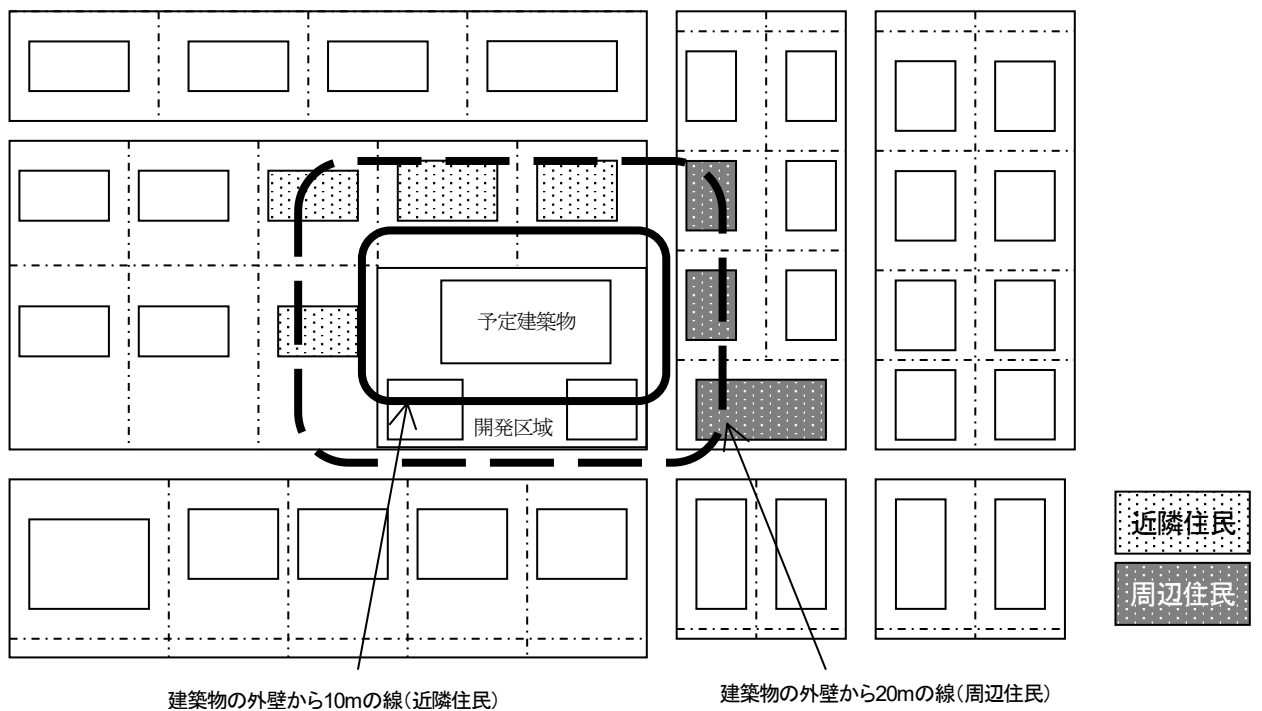 予定建築物
開発区域
近隣住民
周辺住民
建築物の外壁から10mの線(近隣住民)
建築物の外壁から20mの線(周辺住民)